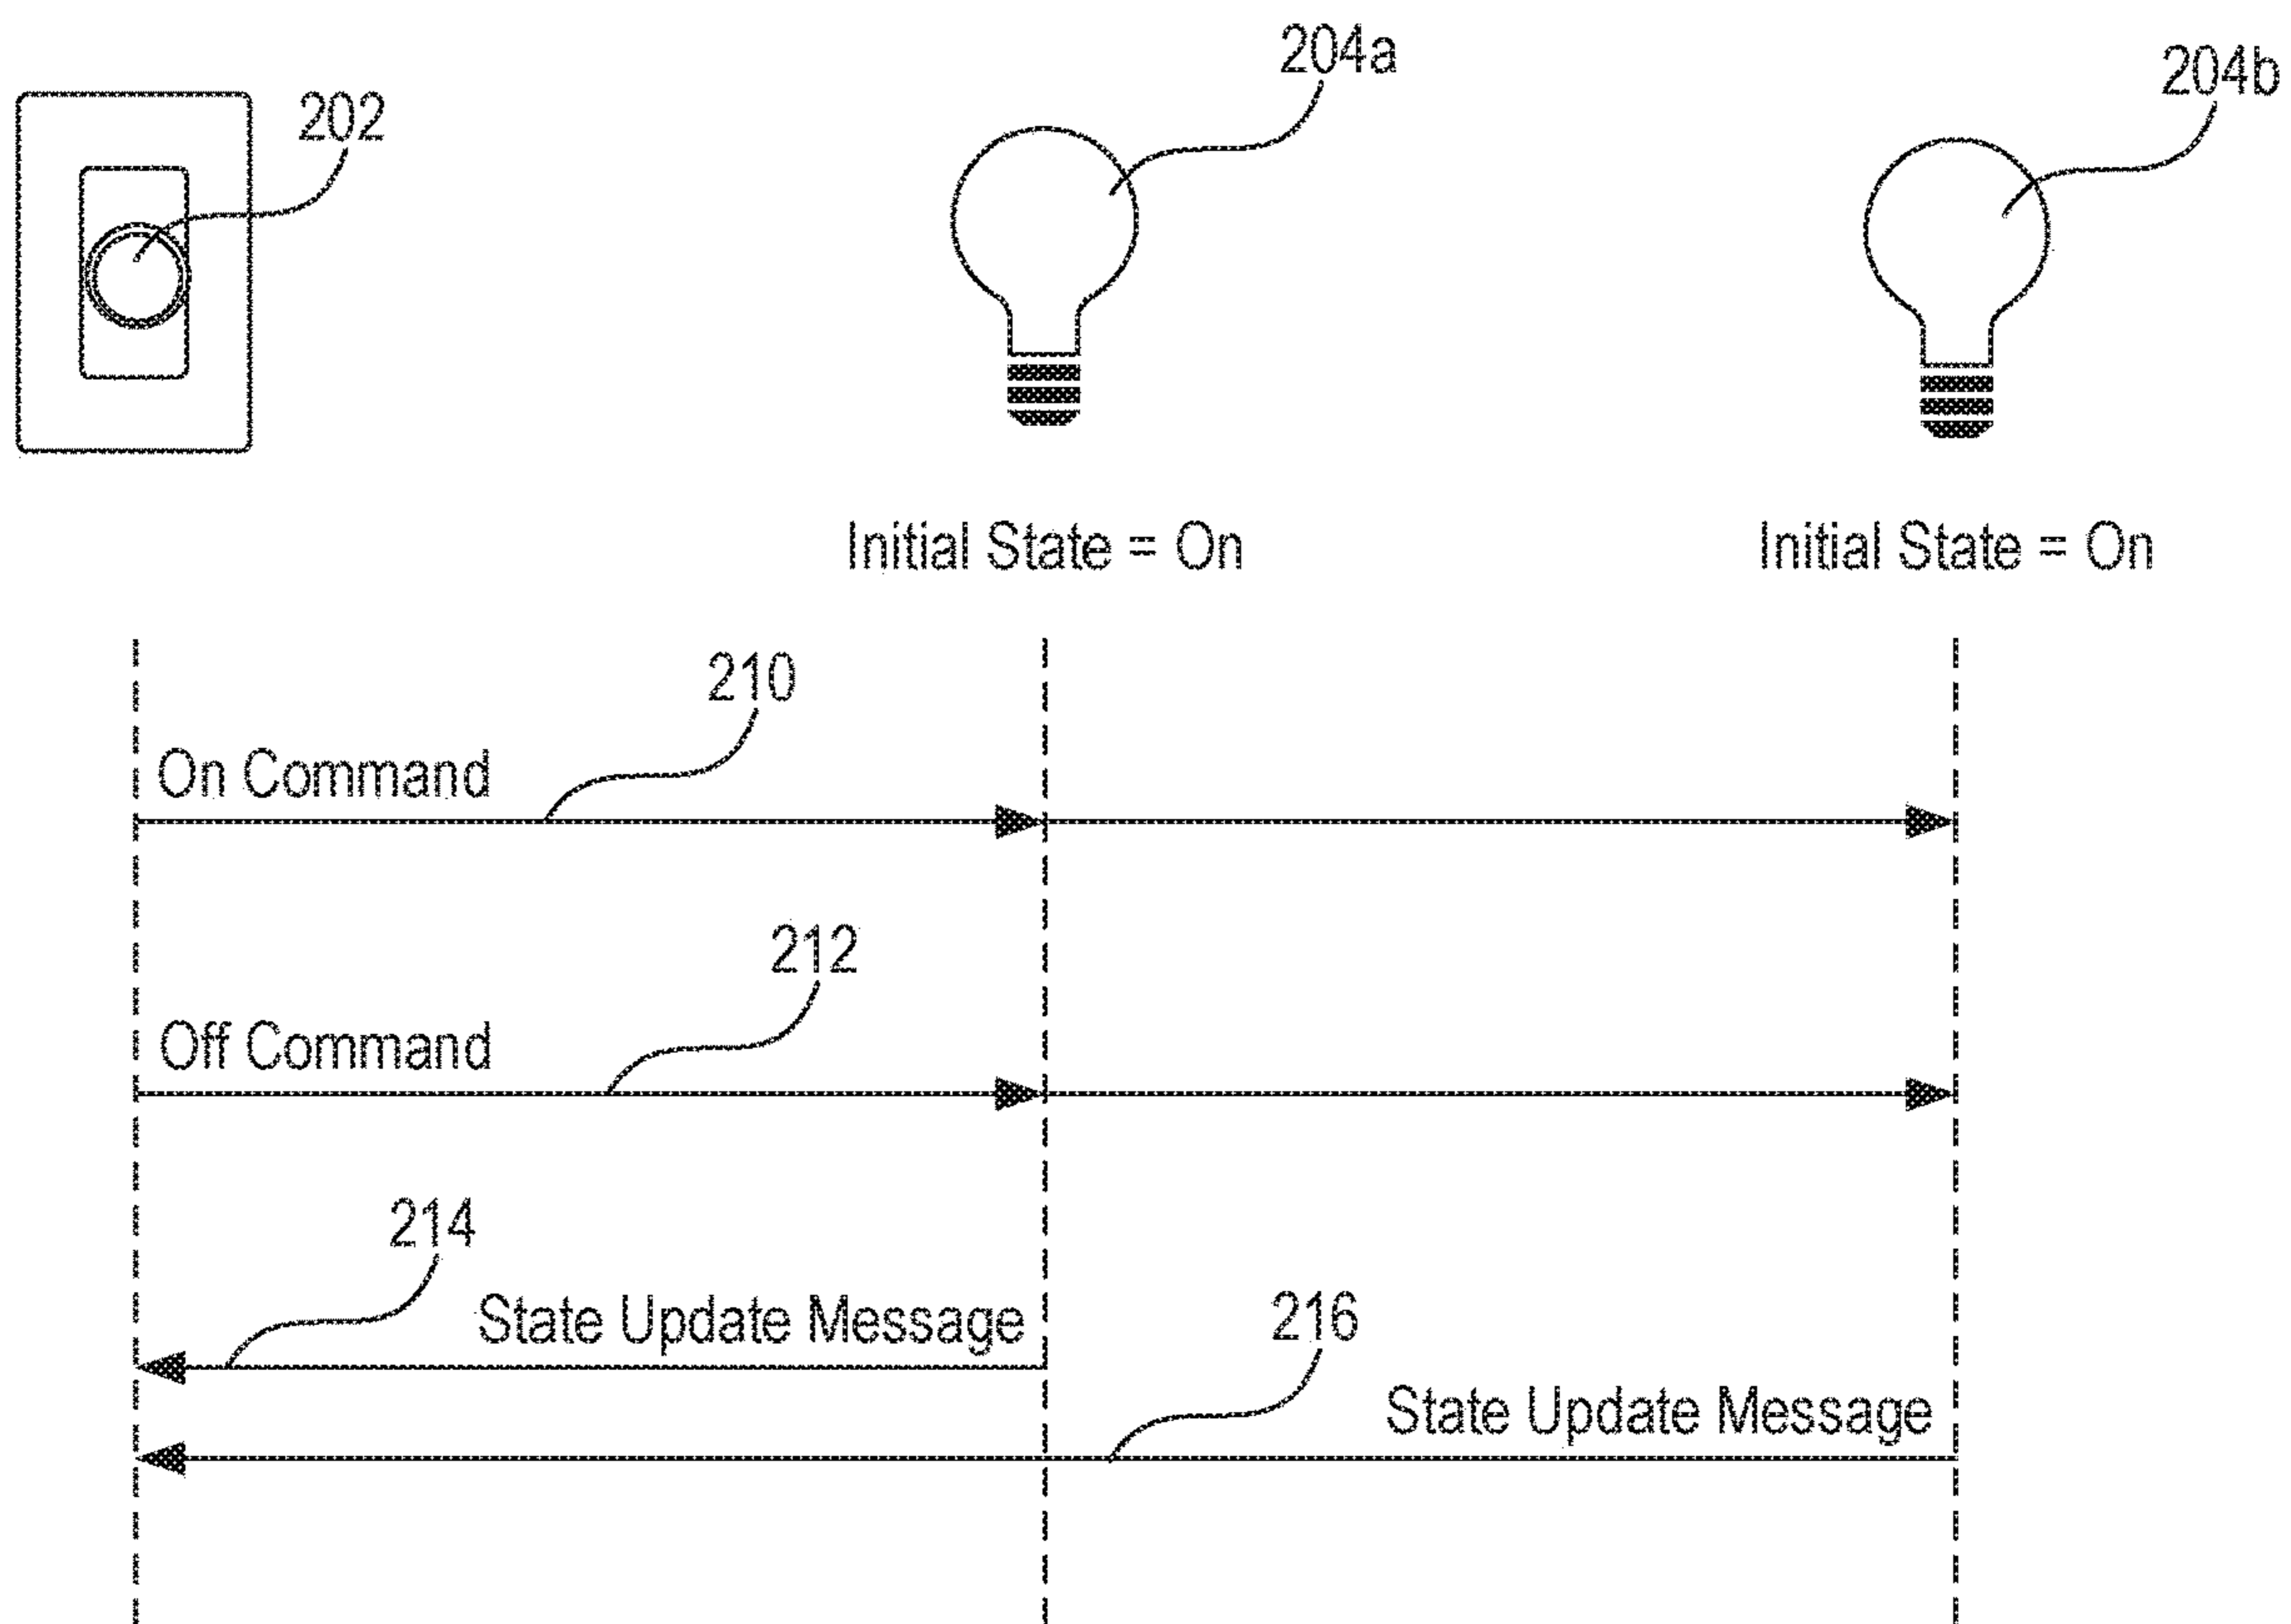 204a
204b
202
Initial State = On
Initial State = On
210
On Command
212
Off Command
214
State Update Message
216
State Update Message